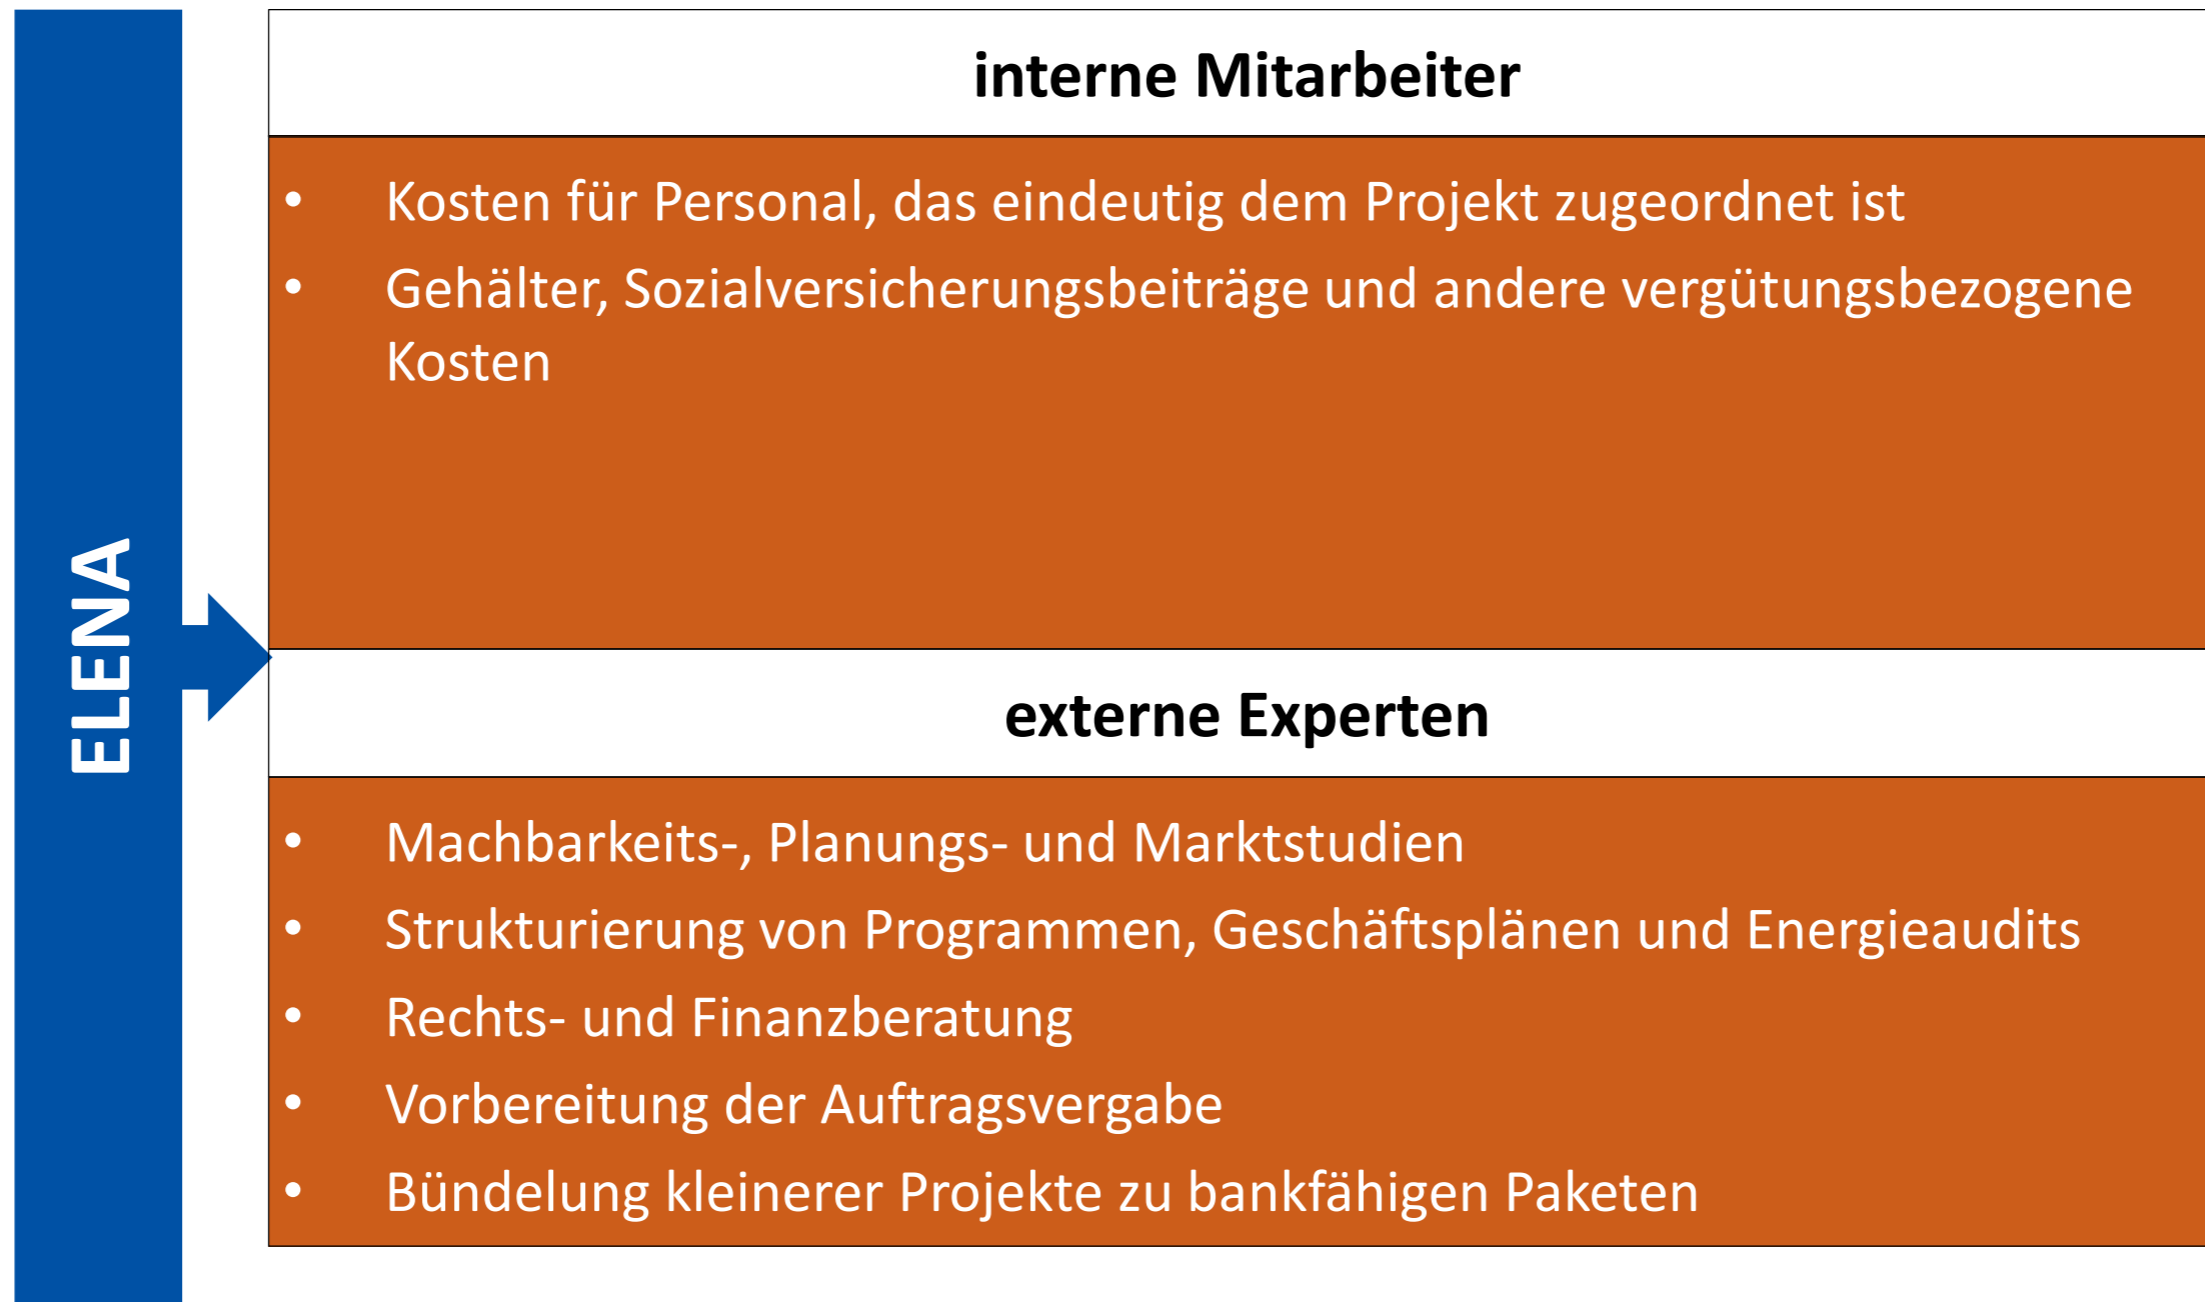 ELENA
interne Mitarbeiter
• Kosten für Personal, das eindeutig dem Projekt zugeordnet ist
• Gehälter, Sozialversicherungsbeiträge und andere vergütungsbezogene
Kosten
externe Experten
• Machbarkeits-, Planungs- und Marktstudien
• Strukturierung von Programmen, Geschäftsplänen und Energieaudits
• Rechts- und Finanzberatung
• Vorbereitung der Auftragsvergabe
• Bündelung kleinerer Projekte zu bankfähigen Paketen